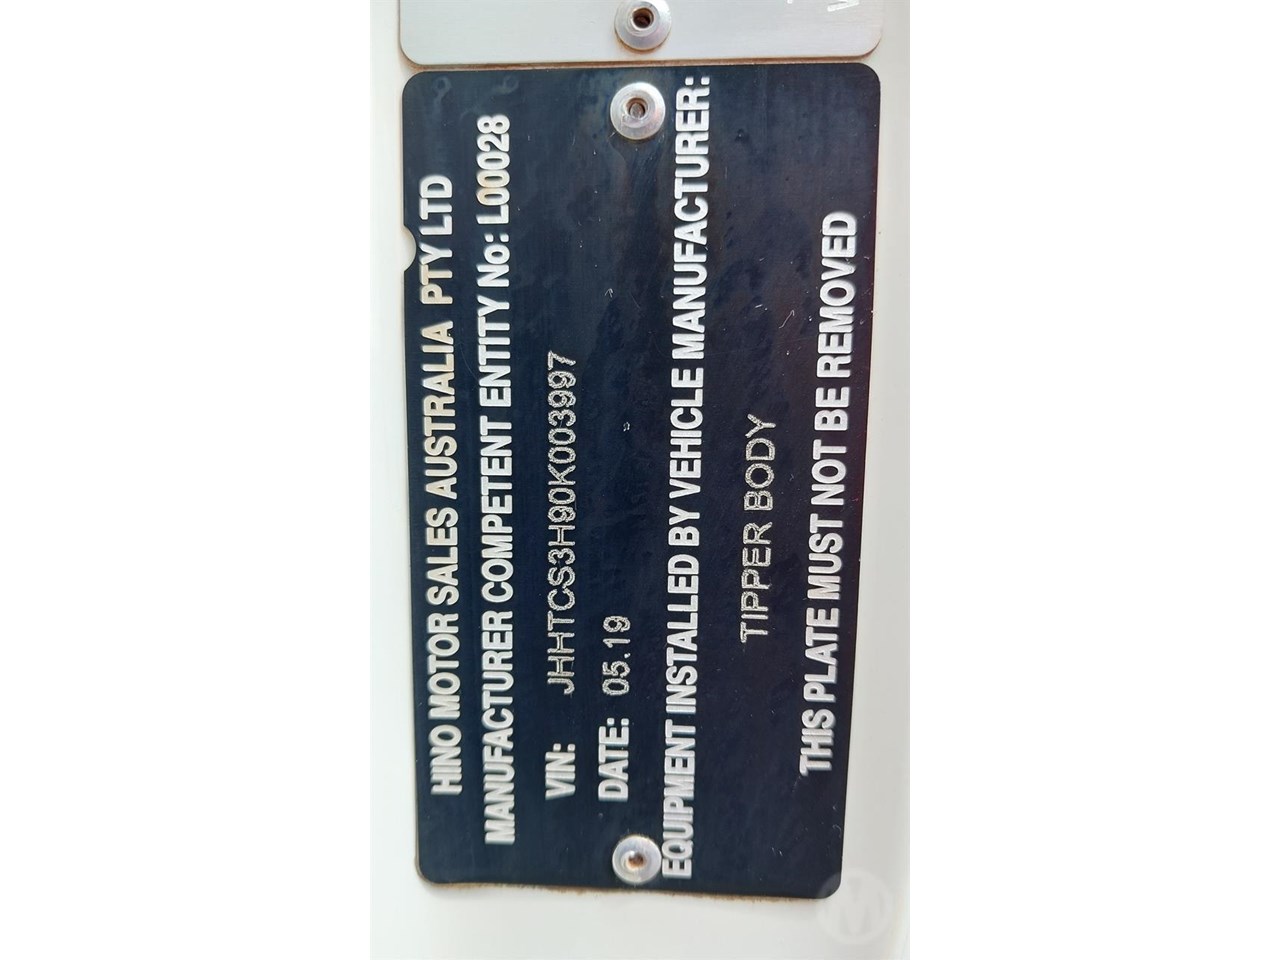 HINO MOTOR SALES AUSTRALIA PTY LTD
MANUFACTURER COMPETENT ENTITY No: L00028
VIN: JHHTCS3H90K003997
DATE: 05.19
EQUIPMENT INSTALLED BY VEHICLE MANUFACTURER:
TIPPER BODY
THIS PLATE MUST NOT BE REMOVED